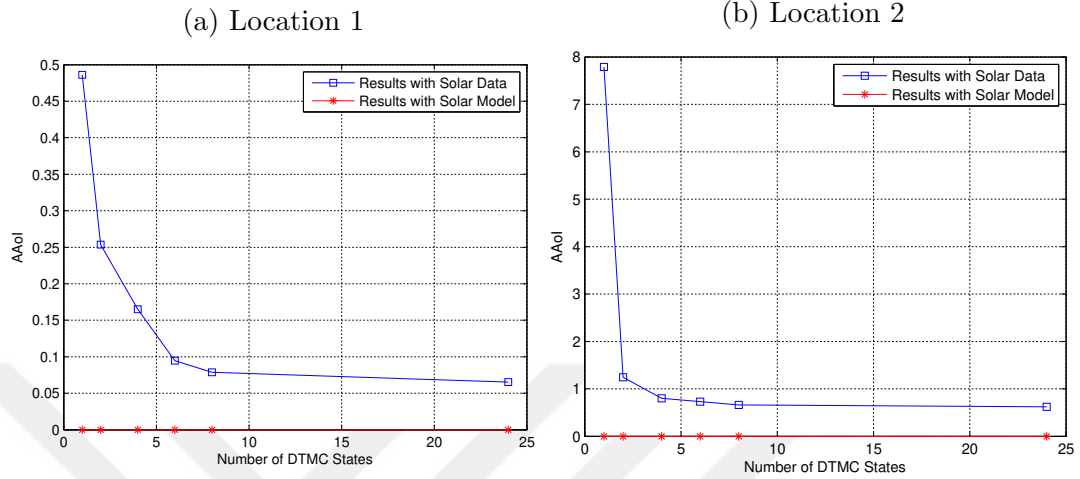 (a) Location 1
0.5
0.45
0.4
0.35
0.3
0.25
0.2
0.15
0.1
0.05
0
AAoI
Results with Solar Data
Results with Solar Model
0 5 10 15 20 25
Number of DTMC States
(b) Location 2
8
7
6
5
4
3
2
1
0
AAoI
Results with Solar Data
Results with Solar Model
0 5 10 15 20 25
Number of DTMC States